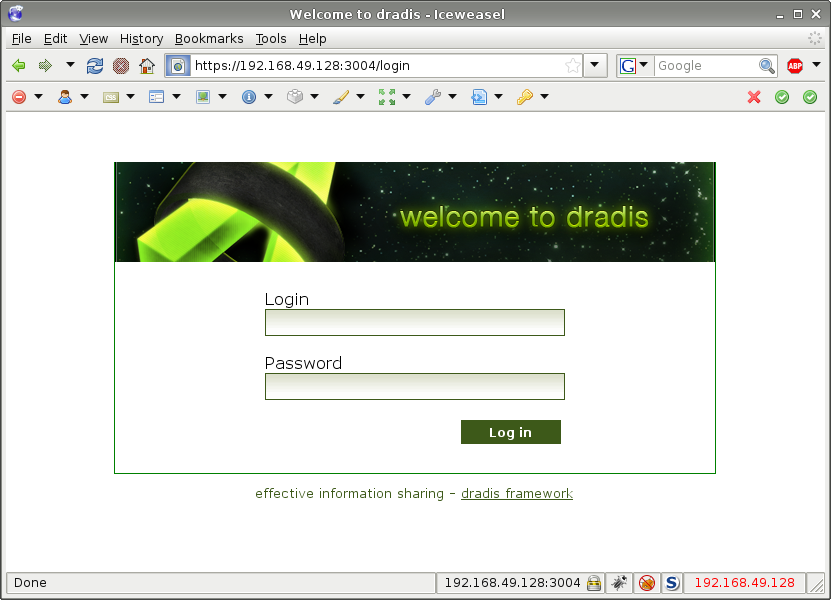 Welcome to dradis - Iceweasel
File Edit View History Bookmarks Tools Help
https://192.168.49.128:3004/login
G Google ABP
CSS
welcome to dradis
Login
Password
Log in
effective information sharing - dradis framework
Done 192.168.49.128:3004 S 192.168.49.128